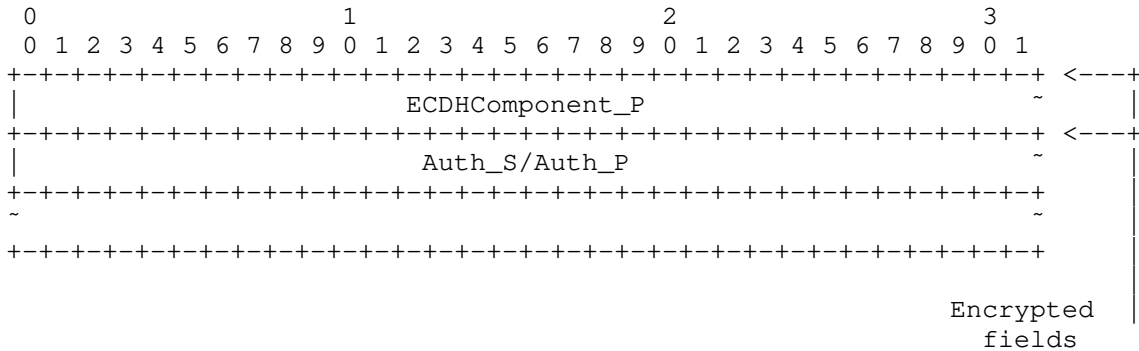 0                   1                   2                   3
 0 1 2 3 4 5 6 7 8 9 0 1 2 3 4 5 6 7 8 9 0 1 2 3 4 5 6 7 8 9 0 1
+-+-+-+-+-+-+-+-+-+-+-+-+-+-+-+-+-+-+-+-+-+-+-+-+-+-+-+-+-+-+-+-+ <---+
|                        ECDHComponent_P                        ~     |
+-+-+-+-+-+-+-+-+-+-+-+-+-+-+-+-+-+-+-+-+-+-+-+-+-+-+-+-+-+-+-+-+ <---+
|                         Auth_S/Auth_P                         ~     |
+-+-+-+-+-+-+-+-+-+-+-+-+-+-+-+-+-+-+-+-+-+-+-+-+-+-+-+-+-+-+-+-+     |
~                                                               ~     |
+-+-+-+-+-+-+-+-+-+-+-+-+-+-+-+-+-+-+-+-+-+-+-+-+-+-+-+-+-+-+-+-+     |
                                                                      |
                                                          Encrypted   |
                                                            fields